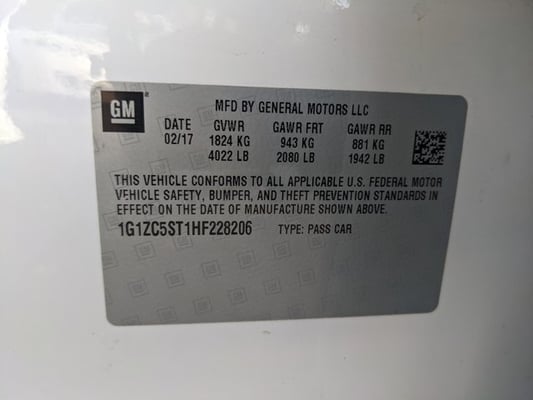 GM
MFD BY GENERAL MOTORS LLC
DATE GVWR GAWR FRT GAWR RR
02/17 1824 KG 943 KG 881 KG
4022 LB 2080 LB 1942 LB
THIS VEHICLE CONFORMS TO ALL APPLICABLE U.S. FEDERAL MOTOR
VEHICLE SAFETY, BUMPER, AND THEFT PREVENTION STANDARDS IN
EFFECT ON THE DATE OF MANUFACTURE SHOWN ABOVE.
1G1ZC5ST1HF228206 TYPE: PASS CAR